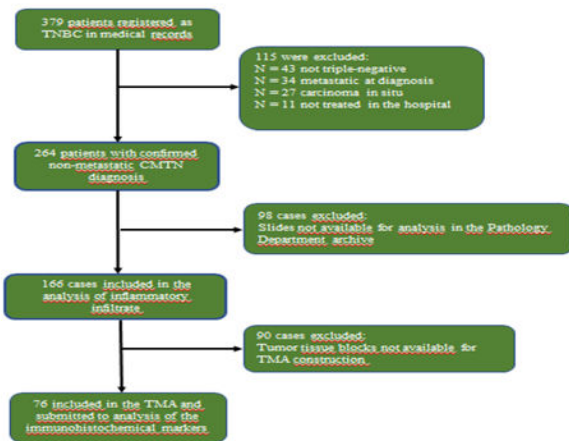 379 patients registered as
TNBC in medical records
115 were excluded:
N = 43 not triple-negative
N = 34 metastatic at diagnosis
N = 27 carcinoma in situ
N = 11 not treated in the hospital
264 patients with confirmed
non-metastatic CMTN
diagnosis
98 cases excluded:
Slides not available for analysis in the Pathology
Department archive
166 cases included in the
analysis of inflammatory
infiltrate
90 cases excluded:
Tumor tissue blocks not available for
TMA construction
76 included in the TMA and
submitted to analysis of the
immunohistochemical markers